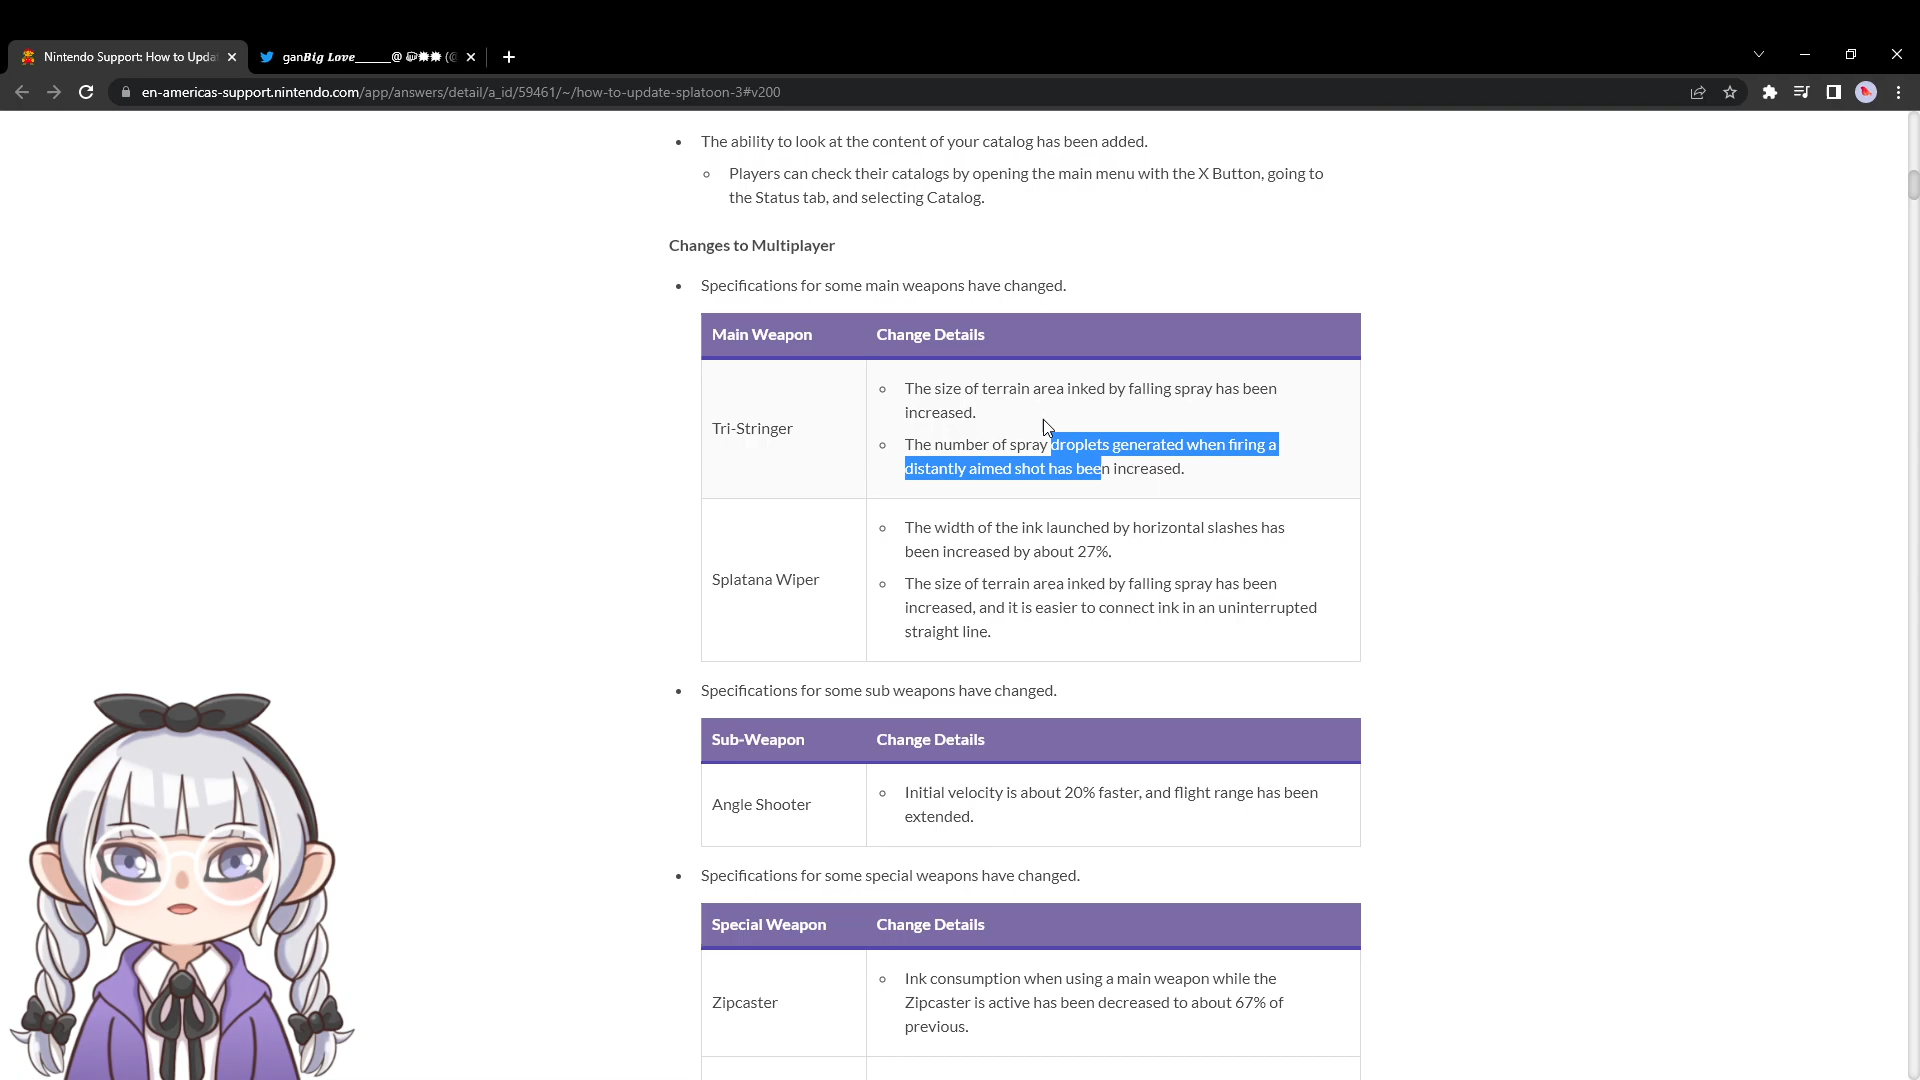 Nintendo Support: How to Upda
ganBig Love_____@
en-americas-support.nintendo.com/app/answers/detail/a_id/59461/~/how-to-update-splatoon-3#v200
• The ability to look at the content of your catalog has been added.
◦ Players can check their catalogs by opening the main menu with the X Button, going to
the Status tab, and selecting Catalog.
Changes to Multiplayer
• Specifications for some main weapons have changed.
Main Weapon Change Details
Tri-Stringer
◦ The size of terrain area inked by falling spray has been
increased.
◦ The number of spray droplets generated when firing a
distantly aimed shot has been increased.
Splatana Wiper
◦ The width of the ink launched by horizontal slashes has
been increased by about 27%.
◦ The size of terrain area inked by falling spray has been
increased, and it is easier to connect ink in an uninterrupted
straight line.
• Specifications for some sub weapons have changed.
Sub-Weapon Change Details
Angle Shooter
◦ Initial velocity is about 20% faster, and flight range has been
extended.
• Specifications for some special weapons have changed.
Special Weapon Change Details
Zipcaster
◦ Ink consumption when using a main weapon while the
Zipcaster is active has been decreased to about 67% of
previous.